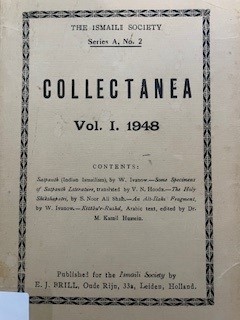 THE ISMAILI SOCIETY
Series A, No. 2
COLLECTANEA
Vol. I. 1948
CONTENTS:
Satpanth (Indian Ismailism), by W. Ivanow.—Some Specimens
of Satpanth Literature, translated by V. N. Hooda.—The Holy
Shikshapatri, by S. Noor Ali Shah.—An Ali-Ilahi Fragment,
by W. Ivanow.—Kitabu'r-Rushd, Arabic text, edited by Dr.
M. Kamil Hussein.
Published for the Ismaili Society by
E. J. BRILL, Oude Rijn, 33a, Leiden, Holland.